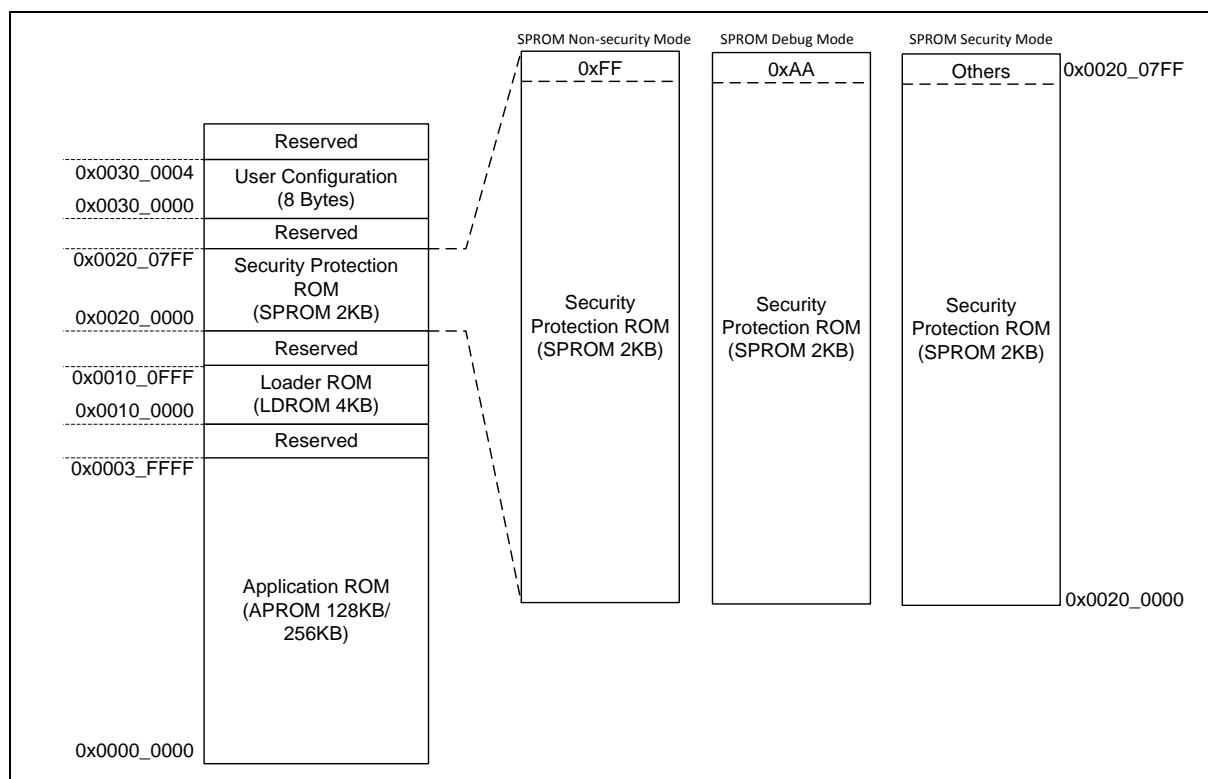 SPROM Non-security Mode
SPROM Debug Mode
SPROM Security Mode
0xFF
0xAA
Others
0x0020_07FF
Reserved
0x0030_0004
User Configuration
(8 Bytes)
0x0030_0000
Reserved
0x0020_07FF
Security Protection
ROM
(SPROM 2KB)
0x0020_0000
Reserved
0x0010_0FFF
Loader ROM
(LDROM 4KB)
0x0010_0000
Reserved
0x0003_FFFF
Application ROM
(APROM 128KB/
256KB)
0x0000_0000
Security
Protection ROM
(SPROM 2KB)
Security
Protection ROM
(SPROM 2KB)
Security
Protection ROM
(SPROM 2KB)
0x0020_0000